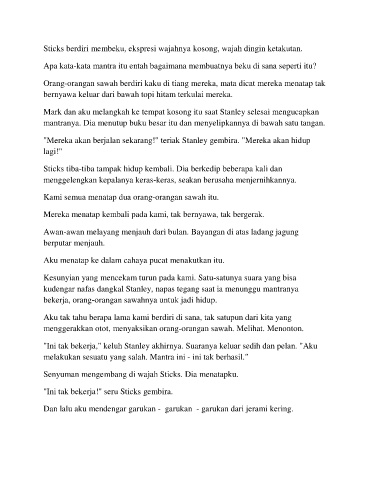 Sticks berdiri membeku, ekspresi wajahnya kosong, wajah dingin ketakutan.
Apa kata-kata mantra itu entah bagaimana membuatnya beku di sana seperti itu?
Orang-orangan sawah berdiri kaku di tiang mereka, mata dicat mereka menatap tak
bernyawa keluar dari bawah topi hitam terkulai mereka.
Mark dan aku melangkah ke tempat kosong itu saat Stanley selesai mengucapkan
mantranya. Dia menutup buku besar itu dan menyelipkannya di bawah satu tangan.
"Mereka akan berjalan sekarang!" teriak Stanley gembira. "Mereka akan hidup
lagi!"
Sticks tiba-tiba tampak hidup kembali. Dia berkedip beberapa kali dan
menggelengkan kepalanya keras-keras, seakan berusaha menjernihkannya.
Kami semua menatap dua orang-orangan sawah itu.
Mereka menatap kembali pada kami, tak bernyawa, tak bergerak.
Awan-awan melayang menjauh dari bulan. Bayangan di atas ladang jagung
berputar menjauh.
Aku menatap ke dalam cahaya pucat menakutkan itu.
Kesunyian yang mencekam turun pada kami. Satu-satunya suara yang bisa
kudengar nafas dangkal Stanley, napas tegang saat ia menunggu mantranya
bekerja, orang-orangan sawahnya untuk jadi hidup.
Aku tak tahu berapa lama kami berdiri di sana, tak satupun dari kita yang
menggerakkan otot, menyaksikan orang-orangan sawah. Melihat. Menonton.
"Ini tak bekerja," keluh Stanley akhirnya. Suaranya keluar sedih dan pelan. "Aku
melakukan sesuatu yang salah. Mantra ini - ini tak berhasil."
Senyuman mengembang di wajah Sticks. Dia menatapku.
"Ini tak bekerja!" seru Sticks gembira.
Dan lalu aku mendengar garukan -  garukan  - garukan dari jerami kering.